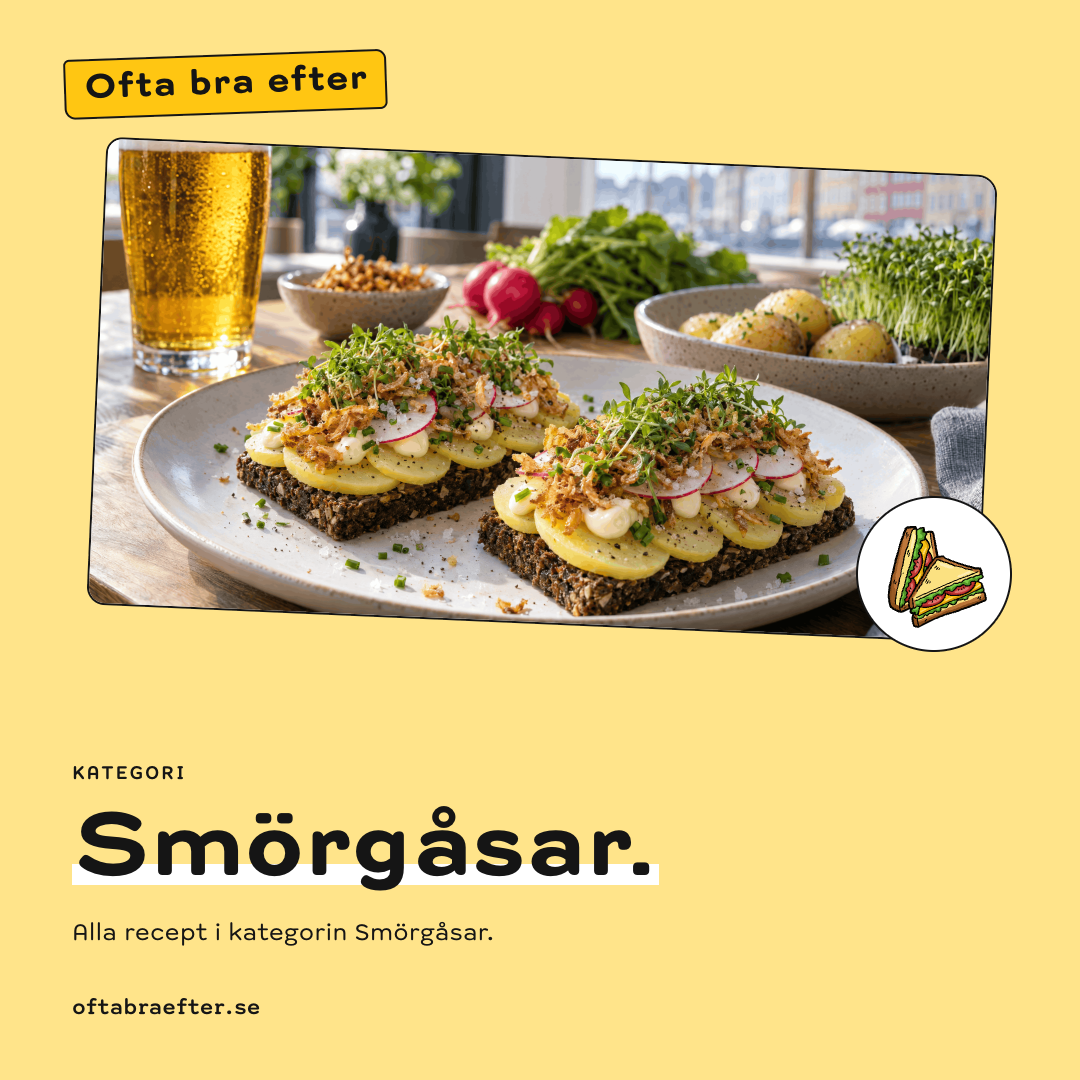 Ofta bra efter
KATEGORI
Smörgåsar.
Alla recept i kategorin Smörgåsar.
oftabraefter.se